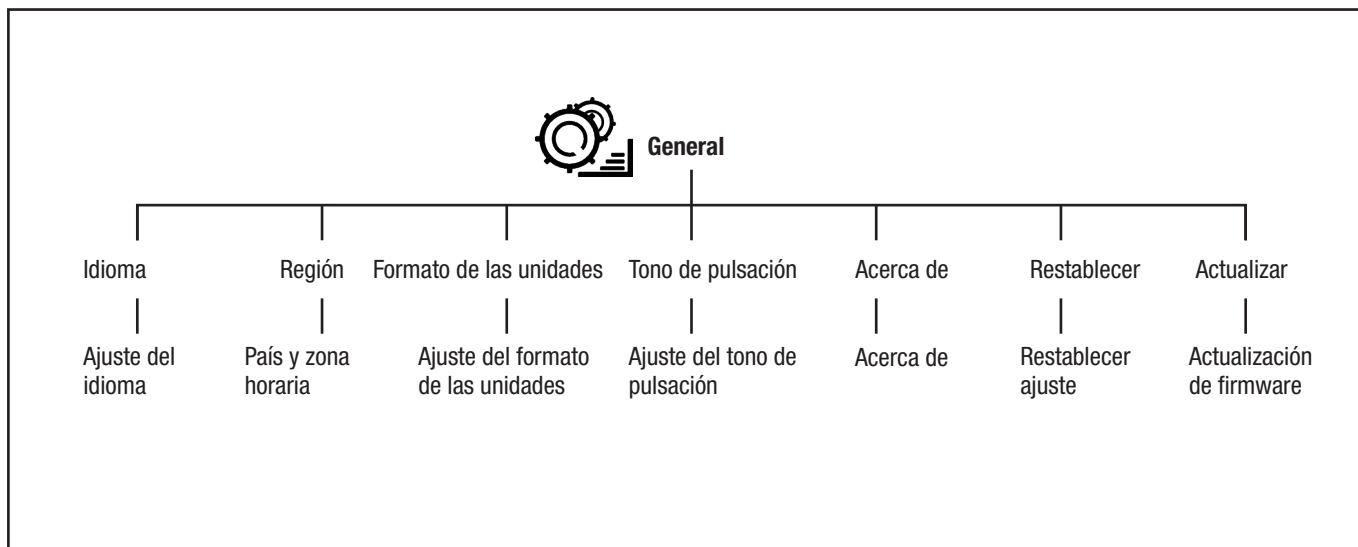 General
Idioma
Región
Formato de las unidades
Tono de pulsación
Acerca de
Restablecer
Actualizar
Ajuste del
idioma
País y zona
horaria
Ajuste del formato
de las unidades
Ajuste del tono de
pulsación
Acerca de
Restablecer
ajuste
Actualización
de firmware